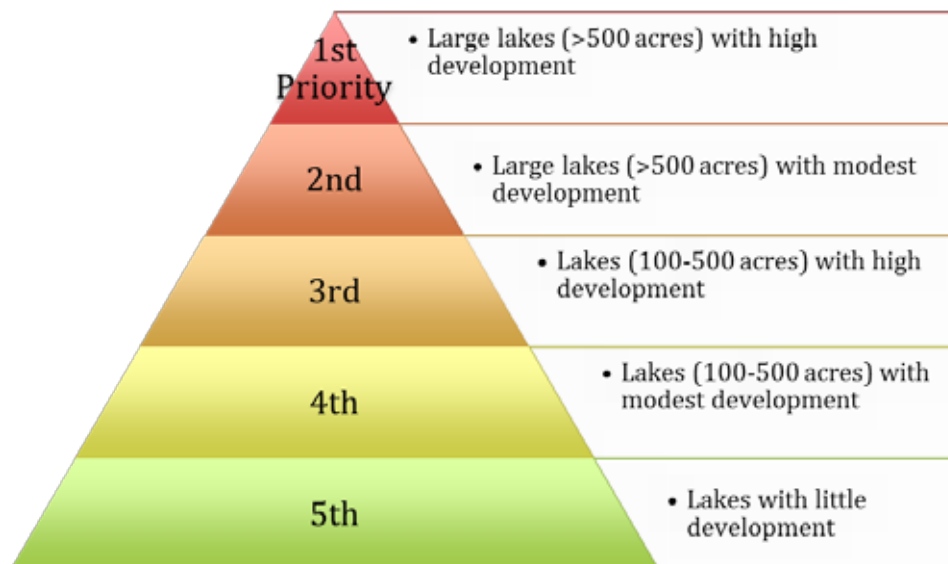 1st
Priority
• Large lakes (>500 acres) with high
development
2nd
• Large lakes (>500 acres) with modest
development
3rd
• Lakes (100-500 acres) with high
development
4th
• Lakes (100-500 acres) with
modest development
5th
• Lakes with little
development